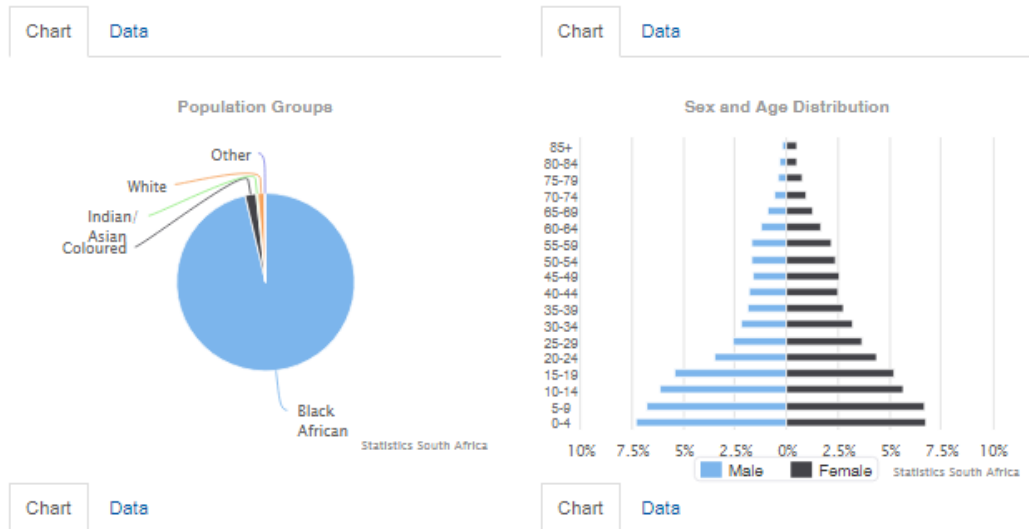 Chart Data
Population Groups
Other
White
Indian/
Asian
Coloured
Black
African
Statistics South Africa
Chart Data
Chart Data
Sex and Age Distribution
85+
80-84
75-79
70-74
65-69
60-64
55-59
50-54
45-49
40-44
35-39
30-34
25-29
20-24
15-19
10-14
5-9
0-4
10% 7.5% 5% 2.5% 0% 2.5% 5% 7.5% 10%
Male Female Statistics South Africa
Chart Data